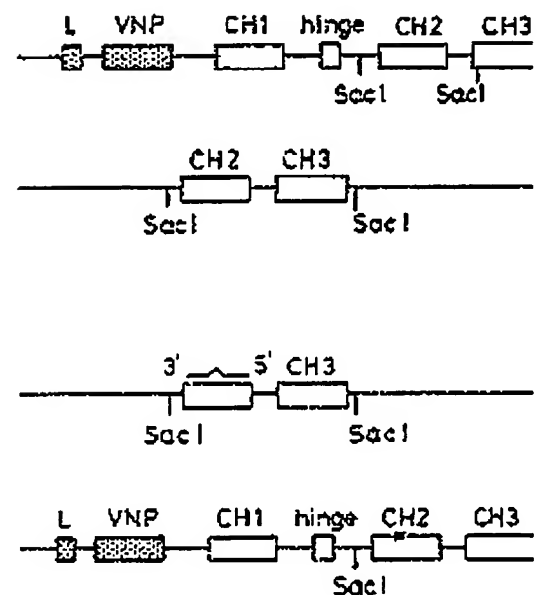 L VNP CH1 hinge CH2 CH3
SacI SacI
CH2 CH3
SacI SacI
3' 5' CH3
SacI SacI
L VNP CH1 hinge CH2 CH3
SacI